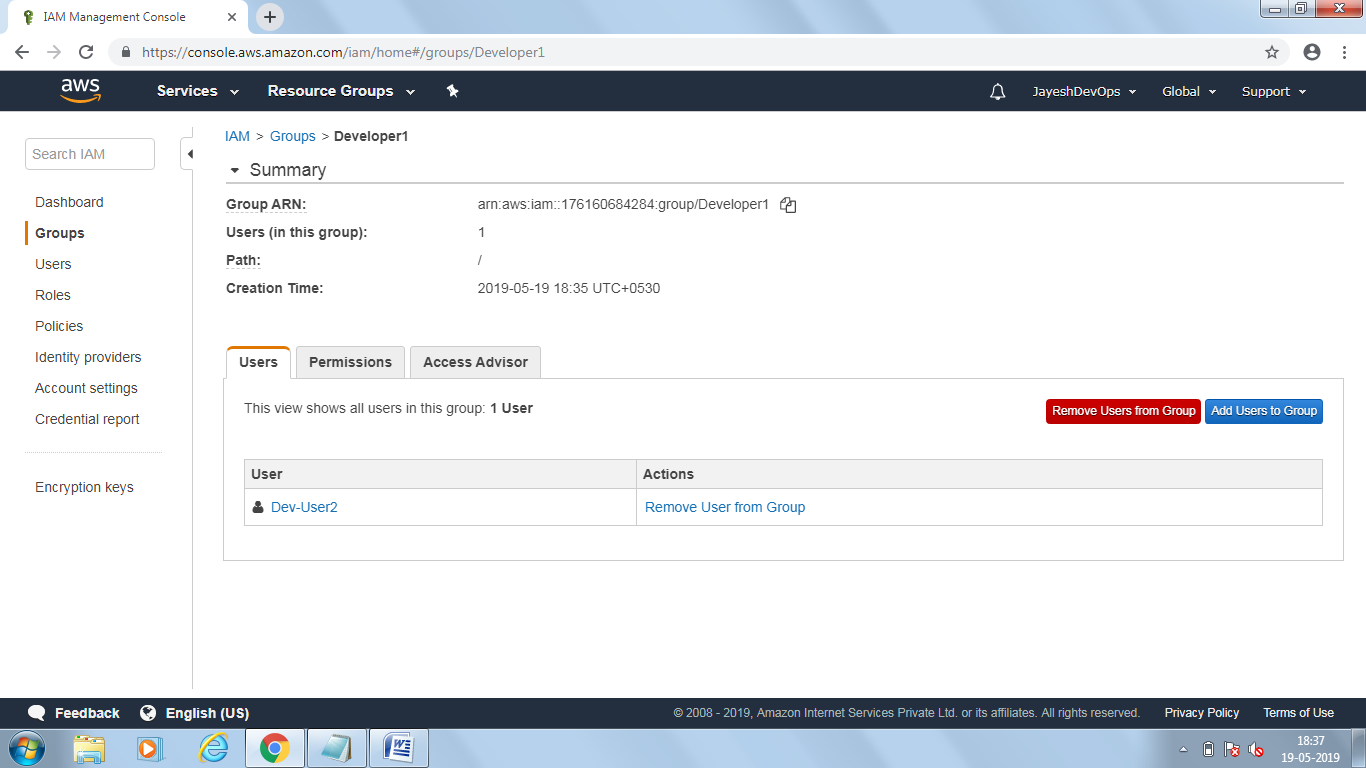 IAM Management Console
https://console.aws.amazon.com/iam/home#/groups/Developer1
aws Services Resource Groups JayeshDevOps Global Support
Search IAM
Dashboard
Groups
Users
Roles
Policies
Identity providers
Account settings
Credential report
Encryption keys
IAM > Groups > Developer1
Summary
Group ARN: arn:aws:iam::176160684284:group/Developer1
Users (in this group): 1
Path: /
Creation Time: 2019-05-19 18:35 UTC+0530
Users Permissions Access Advisor
This view shows all users in this group: 1 User
Remove Users from Group Add Users to Group
User Actions
Dev-User2 Remove User from Group
Feedback English (US) © 2008 - 2019, Amazon Internet Services Private Ltd. or its affiliates. All rights reserved. Privacy Policy Terms of Use
18:37
19-05-2019